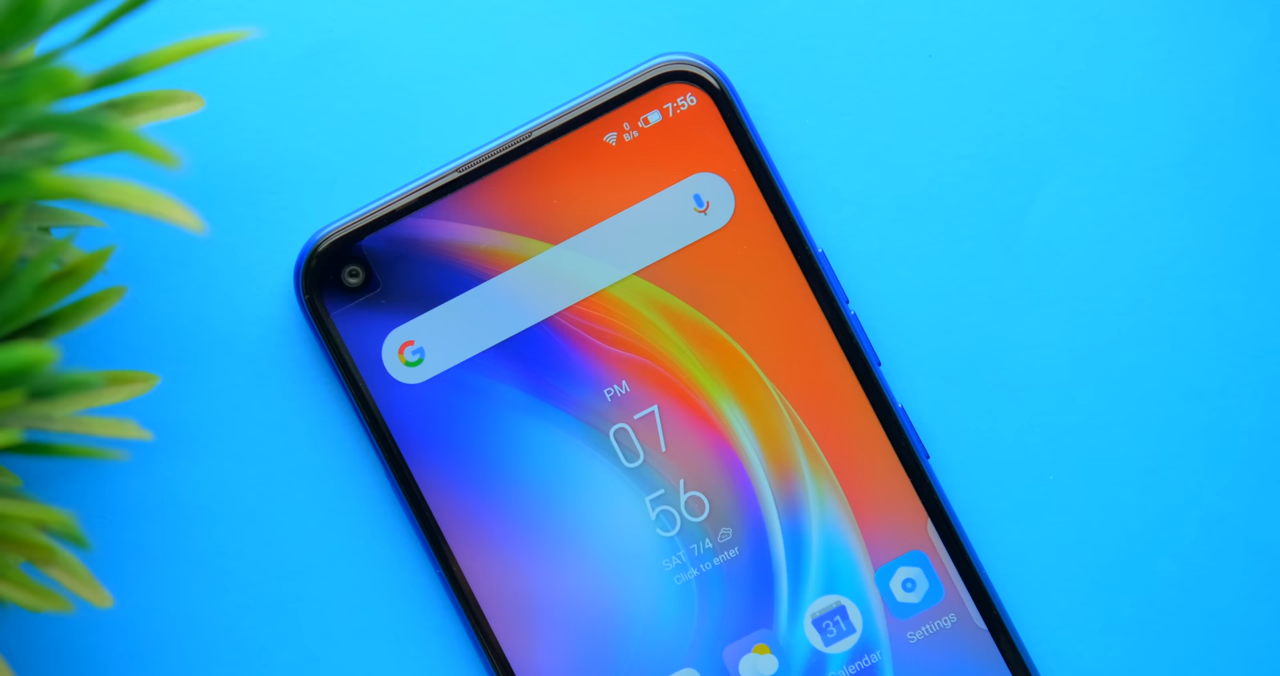 0
B/s
7:56
G
PM
07
56
SAT 7/4
Click to enter
31
Calendar
Settings